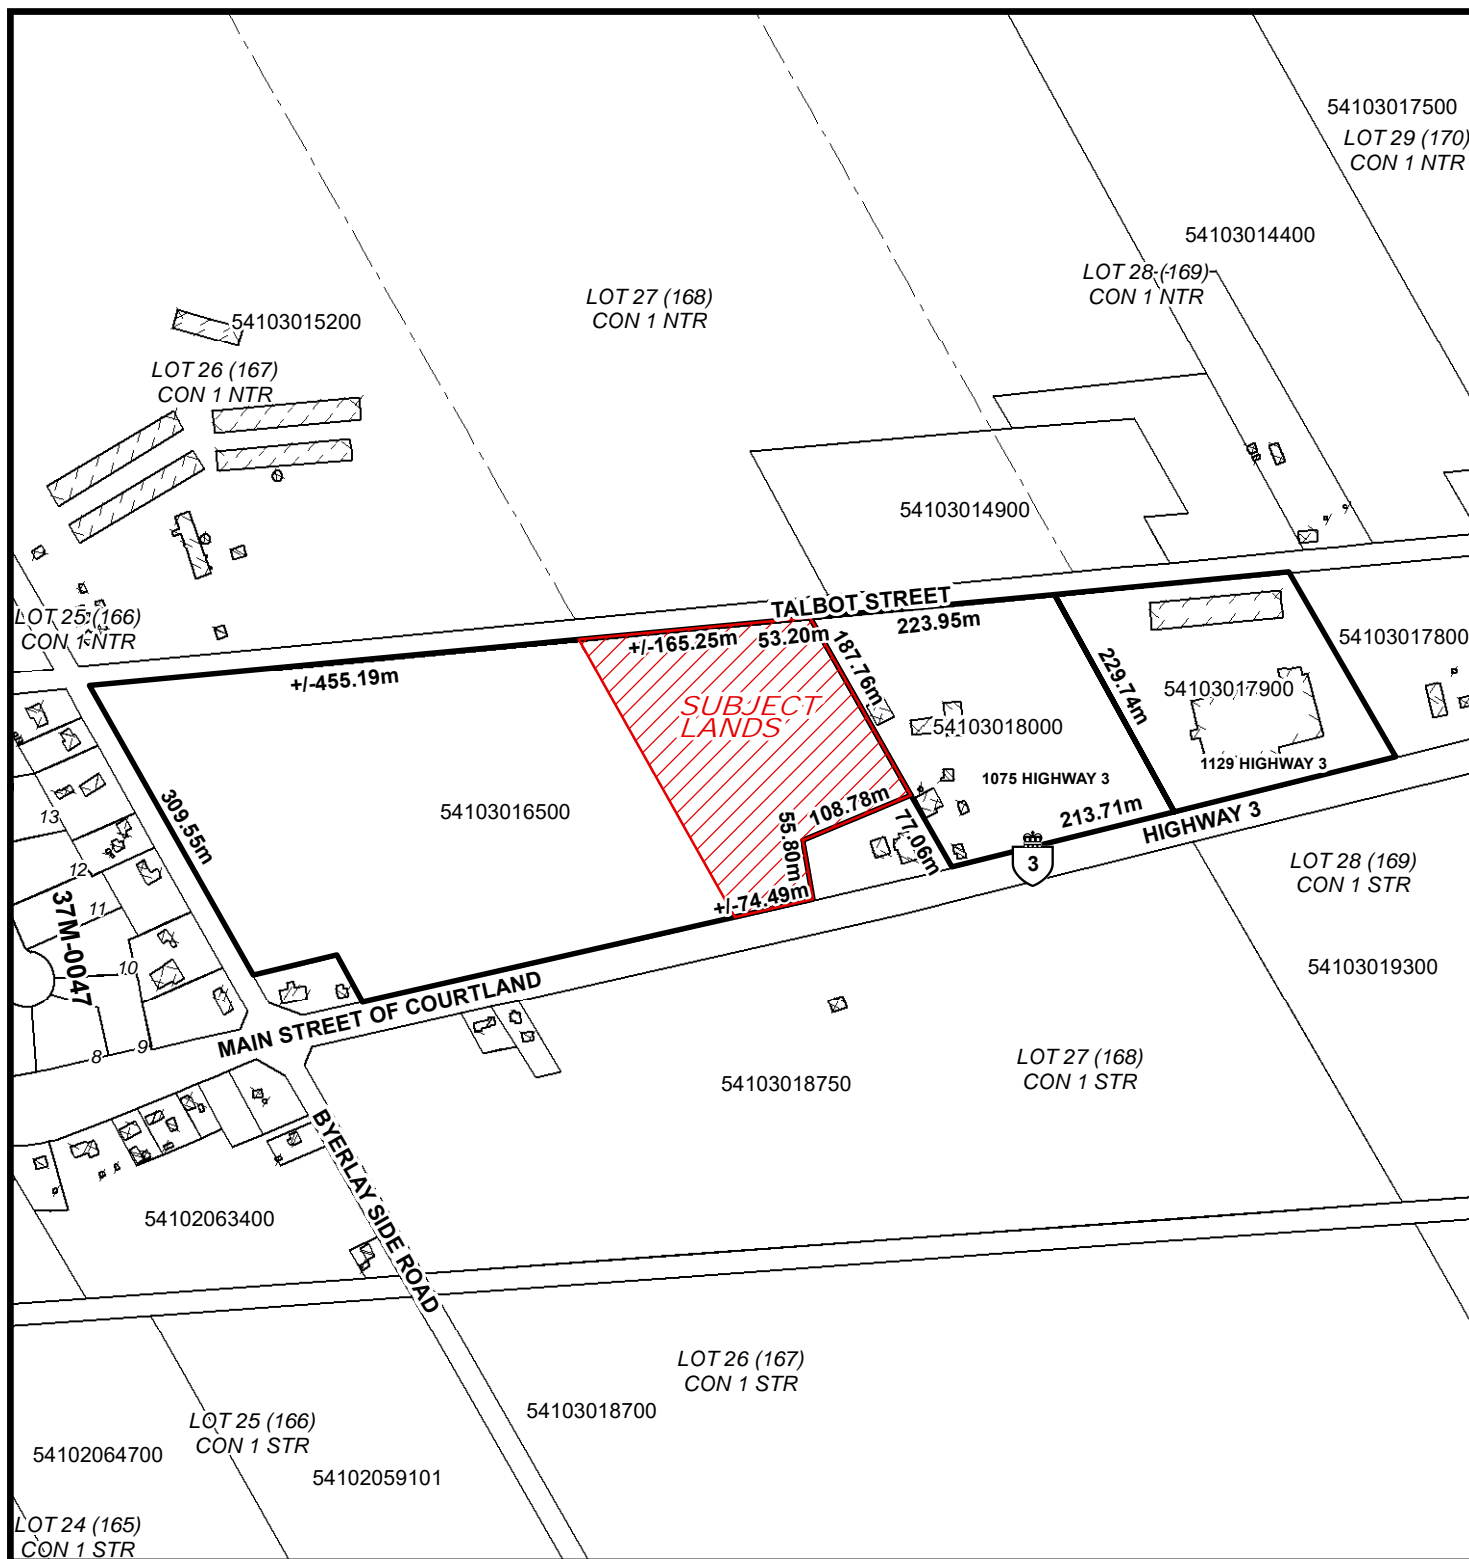 54103017500
LOT 29 (170)
CON 1 NTR
54103014400
LOT 28 (169)
CON 1 NTR
LOT 27 (168)
CON 1 NTR
54103015200
LOT 26 (167)
CON 1 NTR
54103014900
TALBOT STREET
LOT 25 (166)
CON 1 NTR
+/-165.25m
53.20m
223.95m
54103017800
+/-455.19m
187.76m
229.74m
54103017900
SUBJECT
LANDS
54103018000
1129 HIGHWAY 3
1075 HIGHWAY 3
309.55m
54103016500
108.78m
55.80m
77.06m
213.71m
HIGHWAY 3
3
13
12
11
10
9
8
37M-0047
+/-74.49m
LOT 28 (169)
CON 1 STR
54103019300
MAIN STREET OF COURTLAND
LOT 27 (168)
CON 1 STR
54103018750
BYERLAY SIDE ROAD
54102063400
LOT 26 (167)
CON 1 STR
54103018700
LOT 25 (166)
CON 1 STR
54102064700
54102059101
LOT 24 (165)
CON 1 STR